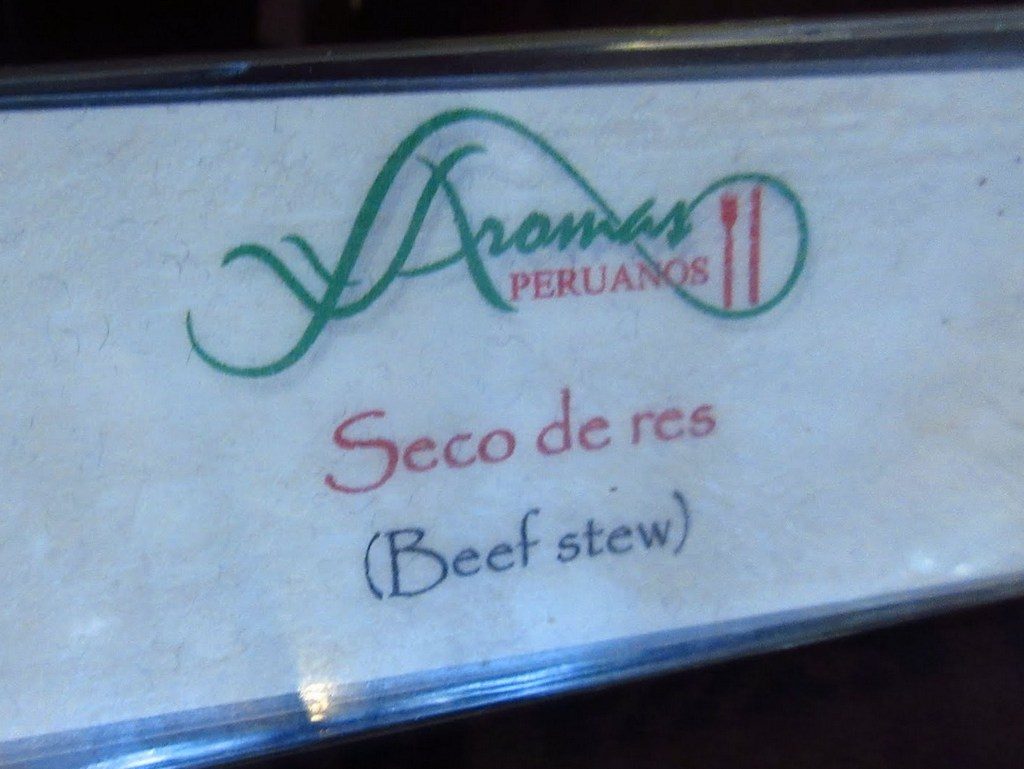 Aromas
PERUANOS
Seco de res
(Beef stew)